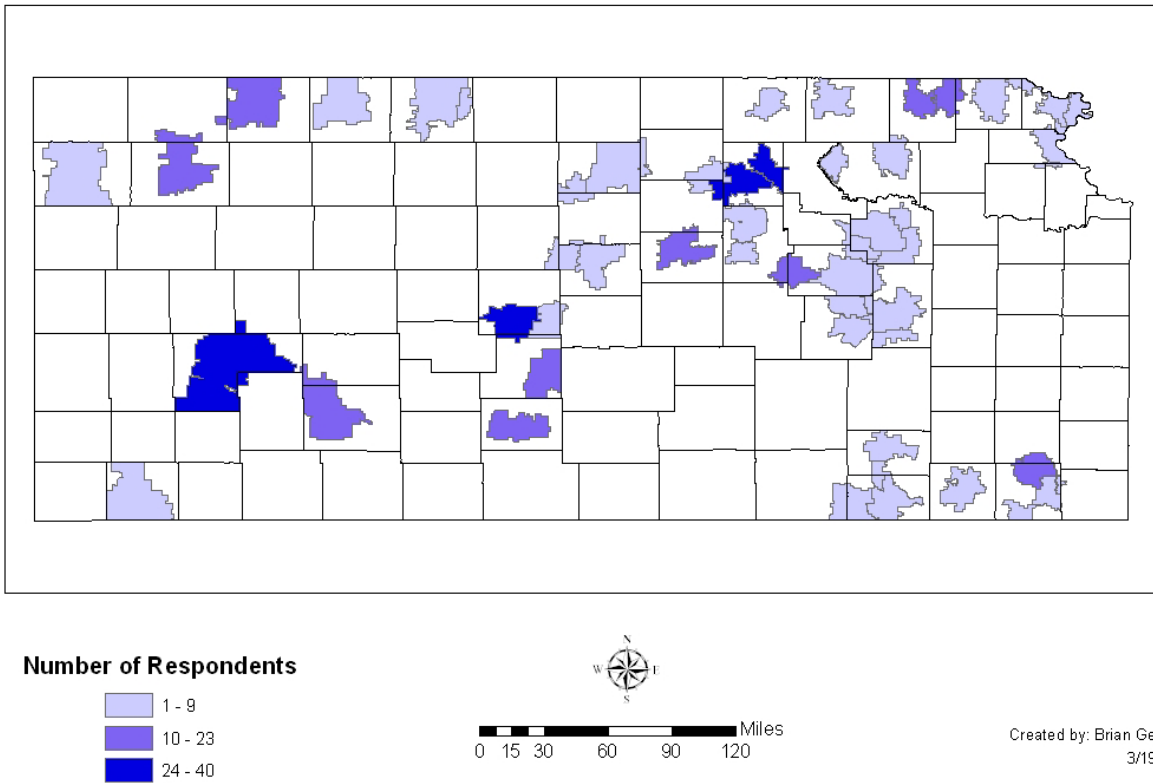 Number of Respondents
1 - 9
10 - 23
24 - 40
N
W E
S
Miles
0 15 30 60 90 120
Created by: Brian Ge
3/19